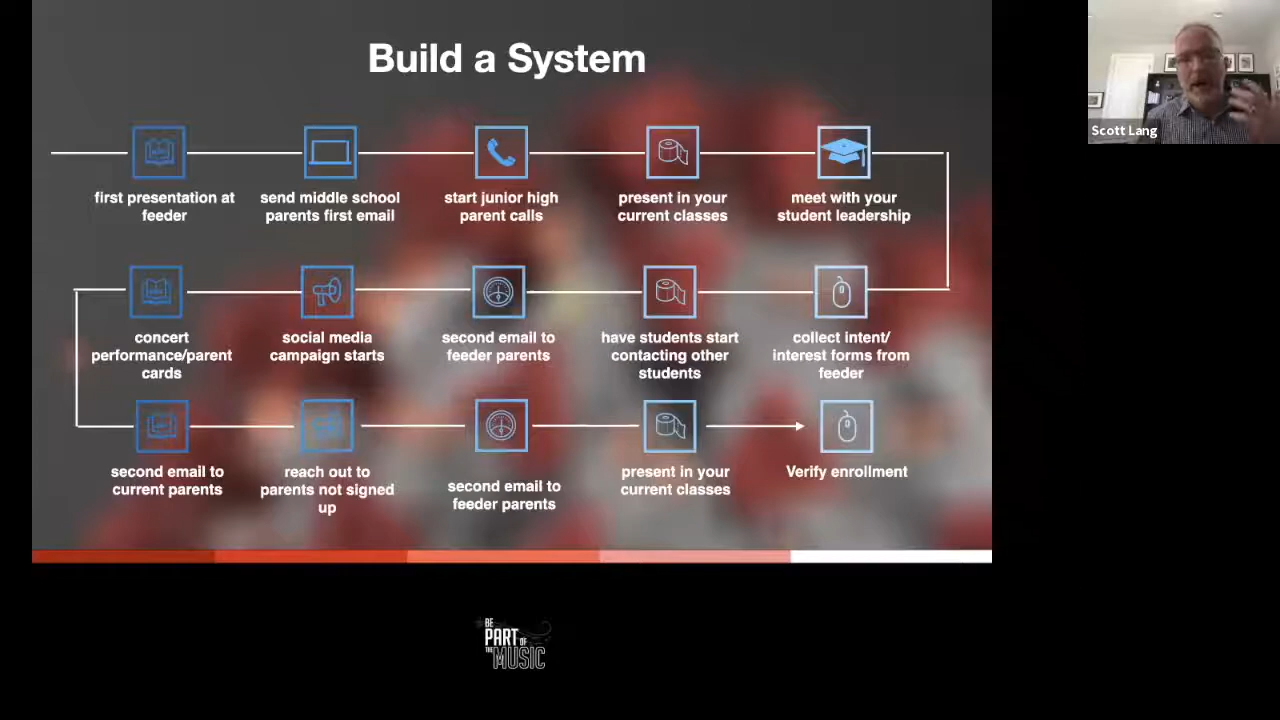 Build a System
first presentation at
feeder
send middle school
parents first email
start junior high
parent calls
present in your
current classes
meet with your
student leadership
concert
performance/parent
cards
social media
campaign starts
second email to
feeder parents
have students start
contacting other
students
collect intent/
interest forms from
feeder
second email to
current parents
reach out to
parents not signed
up
second email to
feeder parents
present in your
current classes
Verify enrollment
Scott Lang
BE
PART OF
THE MUSIC